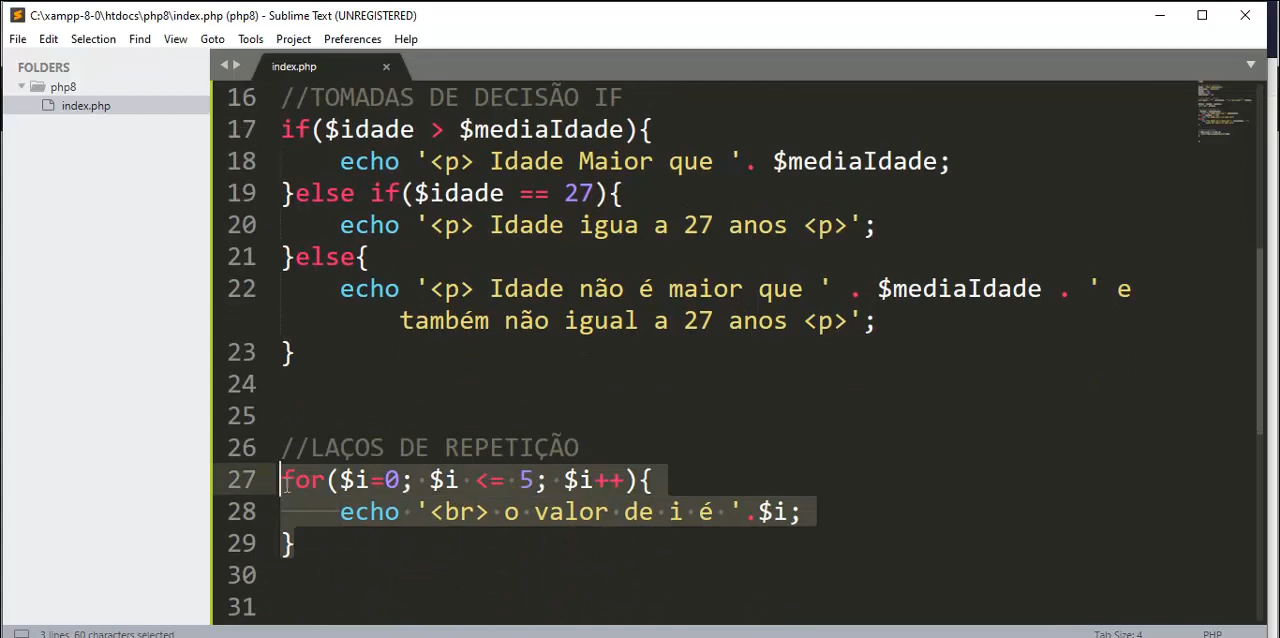 C:\xampp-8-0\htdocs\php8\index.php (php8) - Sublime Text (UNREGISTERED)
File Edit Selection Find View Goto Tools Project Preferences Help
FOLDERS
php8
index.php
index.php
16 //TOMADAS DE DECISÃO IF
17 if($idade > $mediaIdade){
18 echo '<p> Idade Maior que '. $mediaIdade;
19 }else if($idade == 27){
20 echo '<p> Idade igua a 27 anos <p>';
21 }else{
22 echo '<p> Idade não é maior que ' . $mediaIdade . ' e
também não igual a 27 anos <p>';
23 }
24
25
26 //LAÇOS DE REPETIÇÃO
27 for($i=0; $i <= 5; $i++){
28 echo '<br> o valor de i é '.$i;
29 }
30
31
3 lines, 60 characters selected Tab Size: 4 PHP